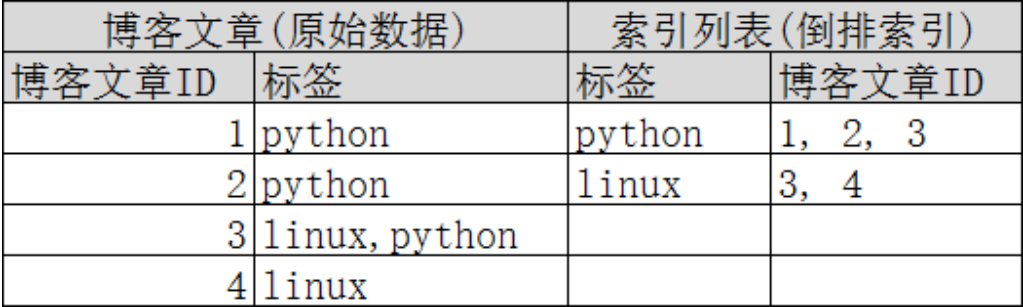 博客文章(原始数据) 索引列表(倒排索引)
博客文章ID 标签 标签 博客文章ID
1 python python 1, 2, 3
2 python linux 3, 4
3 linux,python
4 linux